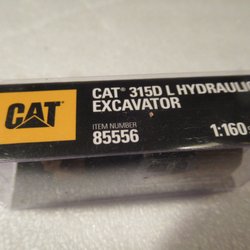 CAT
CAT® 315D L HYDRAULIC
EXCAVATOR
ITEM NUMBER
85556
1:160